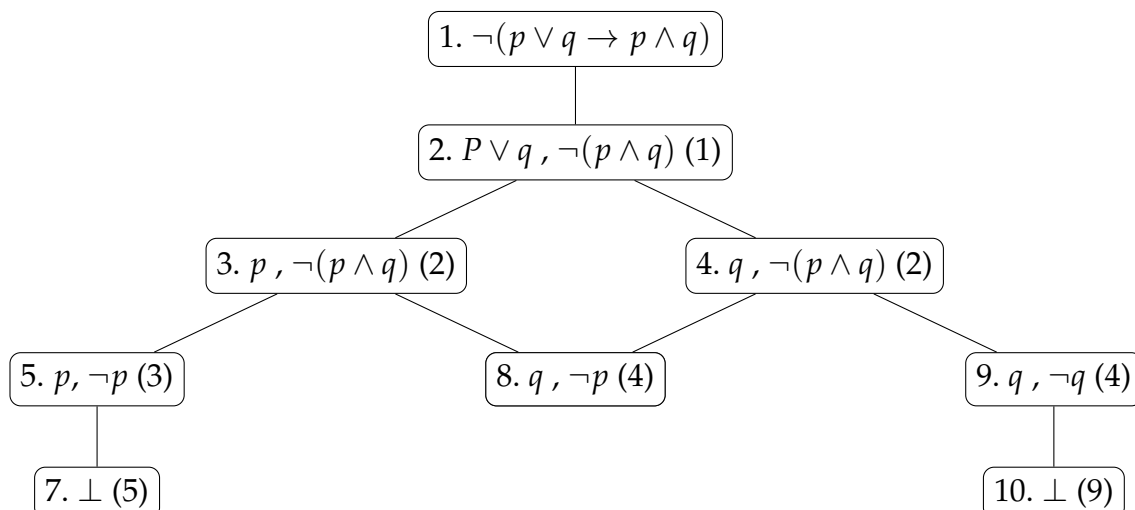 1. ¬(p ∨ q → p ∧ q)
2. P ∨ q , ¬(p ∧ q) (1)
3. p , ¬(p ∧ q) (2)
4. q , ¬(p ∧ q) (2)
5. p, ¬p (3)
8. q , ¬p (4)
9. q , ¬q (4)
7. ⊥ (5)
10. ⊥ (9)